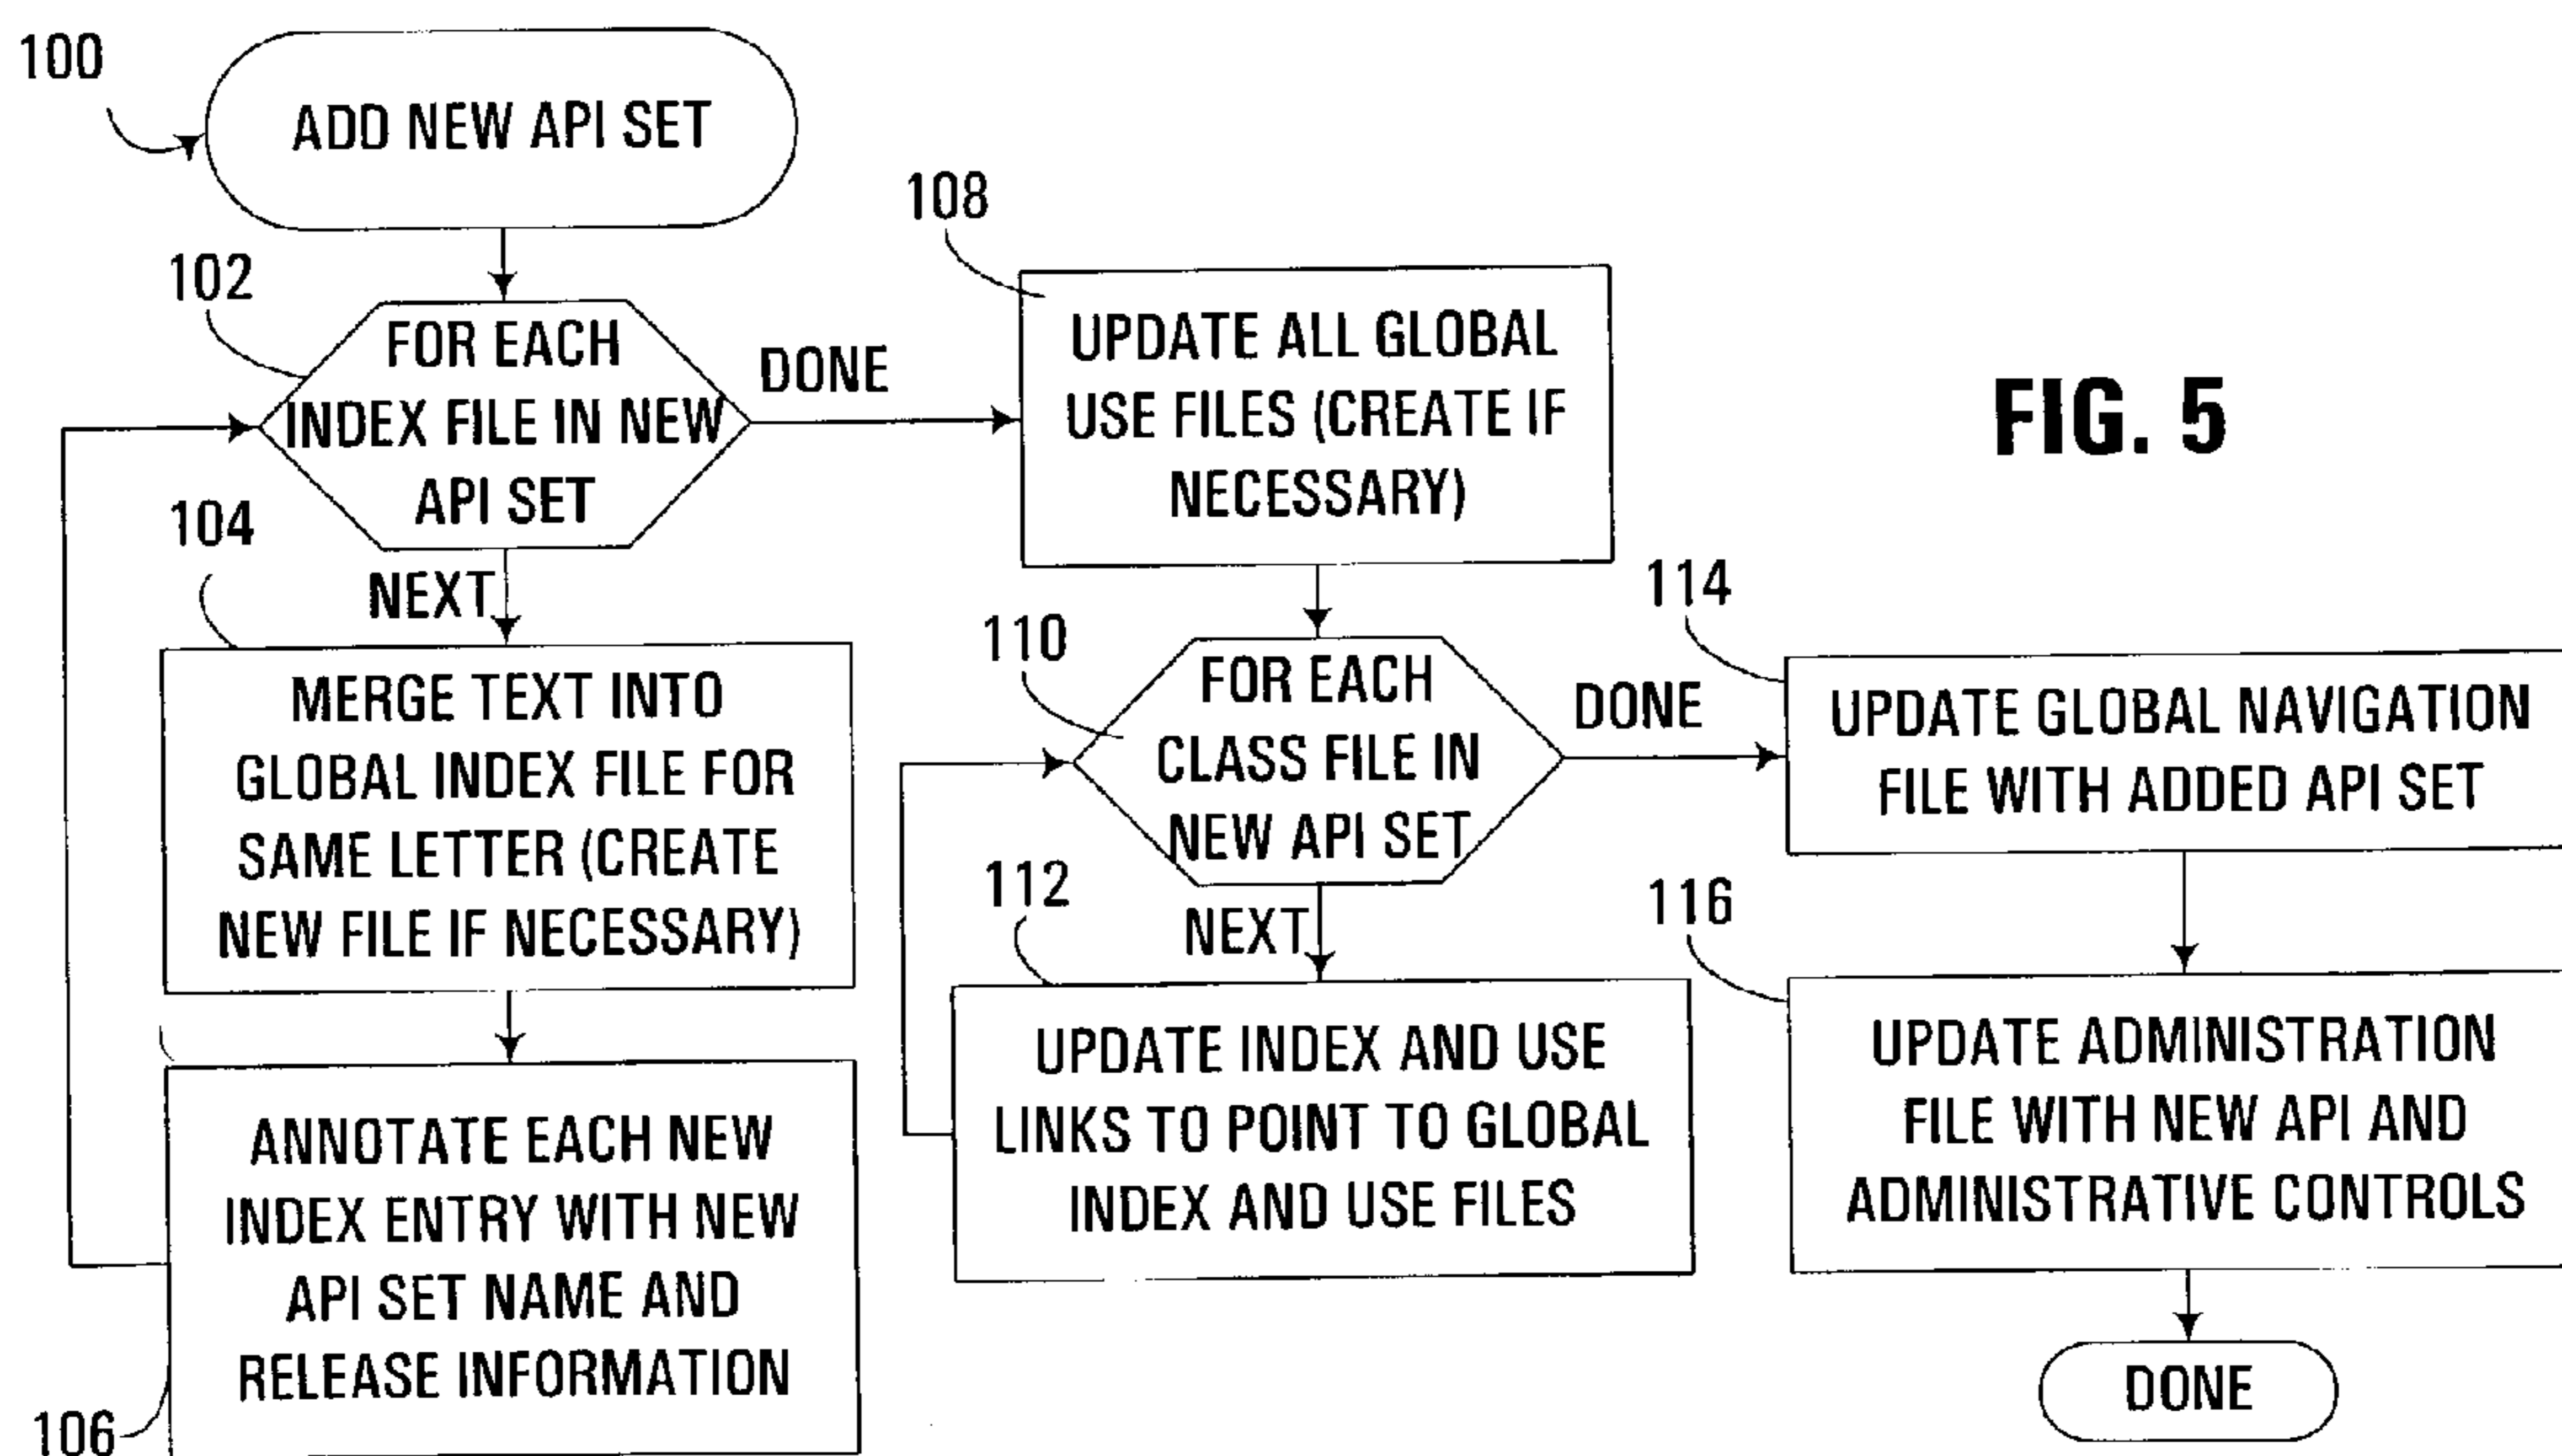 100
ADD NEW API SET
102
FOR EACH
INDEX FILE IN NEW
API SET
DONE
NEXT
104
MERGE TEXT INTO
GLOBAL INDEX FILE FOR
SAME LETTER (CREATE
NEW FILE IF NECESSARY)
ANNOTATE EACH NEW
INDEX ENTRY WITH NEW
API SET NAME AND
RELEASE INFORMATION
106
108
UPDATE ALL GLOBAL
USE FILES (CREATE IF
NECESSARY)
110
FOR EACH
CLASS FILE IN
NEW API SET
DONE
NEXT
112
UPDATE INDEX AND USE
LINKS TO POINT TO GLOBAL
INDEX AND USE FILES
FIG. 5
114
UPDATE GLOBAL NAVIGATION
FILE WITH ADDED API SET
116
UPDATE ADMINISTRATION
FILE WITH NEW API AND
ADMINISTRATIVE CONTROLS
DONE